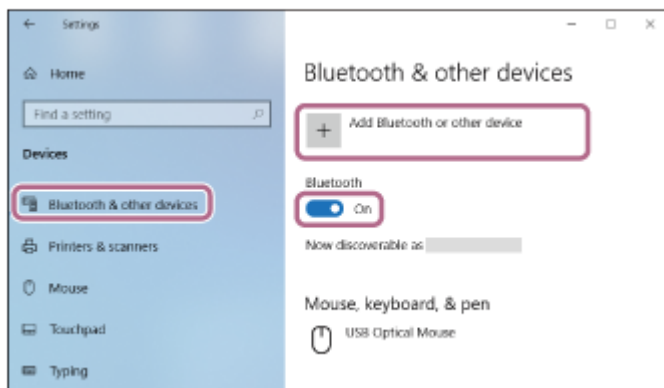 Settings
Home
Find a setting
Devices
Bluetooth & other devices
Printers & scanners
Mouse
Touchpad
Typing
Bluetooth & other devices
Add Bluetooth or other device
Bluetooth
On
Now discoverable as
Mouse, keyboard, & pen
USB Optical Mouse